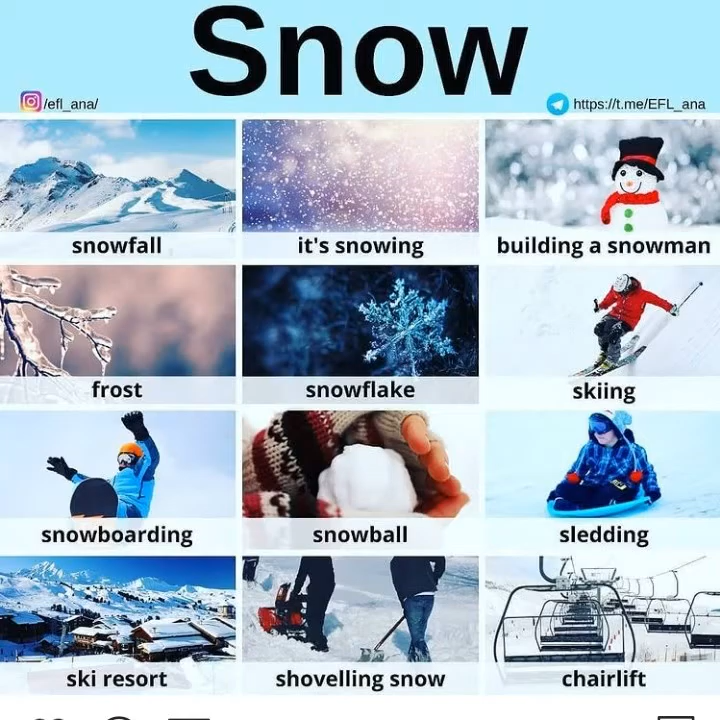 Snow
/efl_ana/
https://t.me/EFL_ana
snowfall
it's snowing
building a snowman
frost
snowflake
skiing
snowboarding
snowball
sledding
ski resort
shovelling snow
chairlift